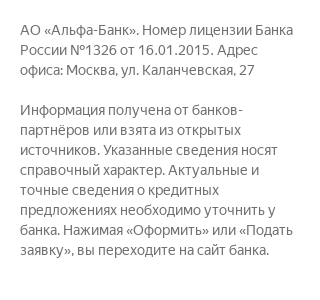 АО «Альфа-Банк». Номер лицензии Банка
России №1326 от 16.01.2015. Адрес
офиса: Москва, ул. Каланчевская, 27
Информация получена от банков-
партнёров или взята из открытых
источников. Указанные сведения носят
справочный характер. Актуальные и
точные сведения о кредитных
предложениях необходимо уточнить у
банка. Нажимая «Оформить» или «Подать
заявку», вы переходите на сайт банка.